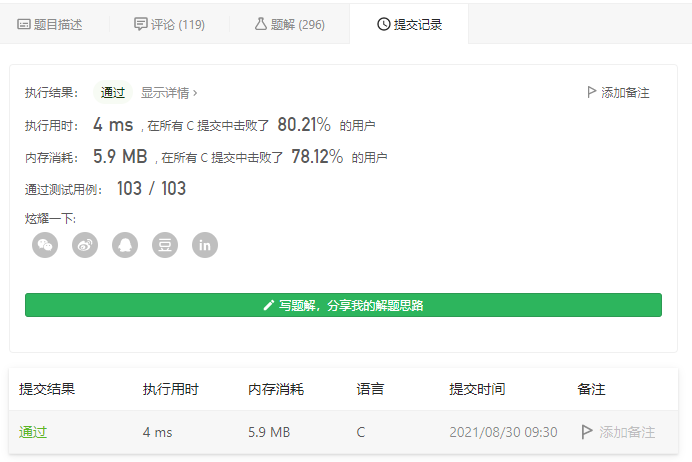 题目描述 评论 (119) 题解 (296) 提交记录
执行结果： 通过 显示详情 › 添加备注
执行用时： 4 ms , 在所有 C 提交中击败了 80.21% 的用户
内存消耗： 5.9 MB , 在所有 C 提交中击败了 78.12% 的用户
通过测试用例： 103 / 103
炫耀一下:
豆 in
写题解，分享我的解题思路
提交结果 执行用时 内存消耗 语言 提交时间 备注
通过 4 ms 5.9 MB C 2021/08/30 09:30 添加备注